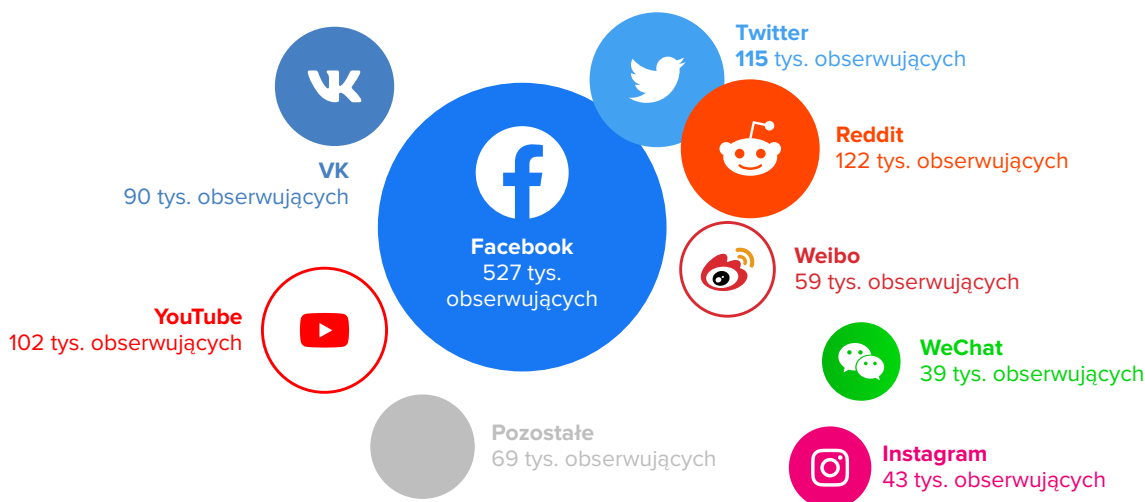 Twitter
115 tys. obserwujących
VK
90 tys. obserwujących
Reddit
122 tys. obserwujących
Facebook
527 tys.
obserwujących
Weibo
59 tys. obserwujących
YouTube
102 tys. obserwujących
WeChat
39 tys. obserwujących
Pozostałe
69 tys. obserwujących
Instagram
43 tys. obserwujących